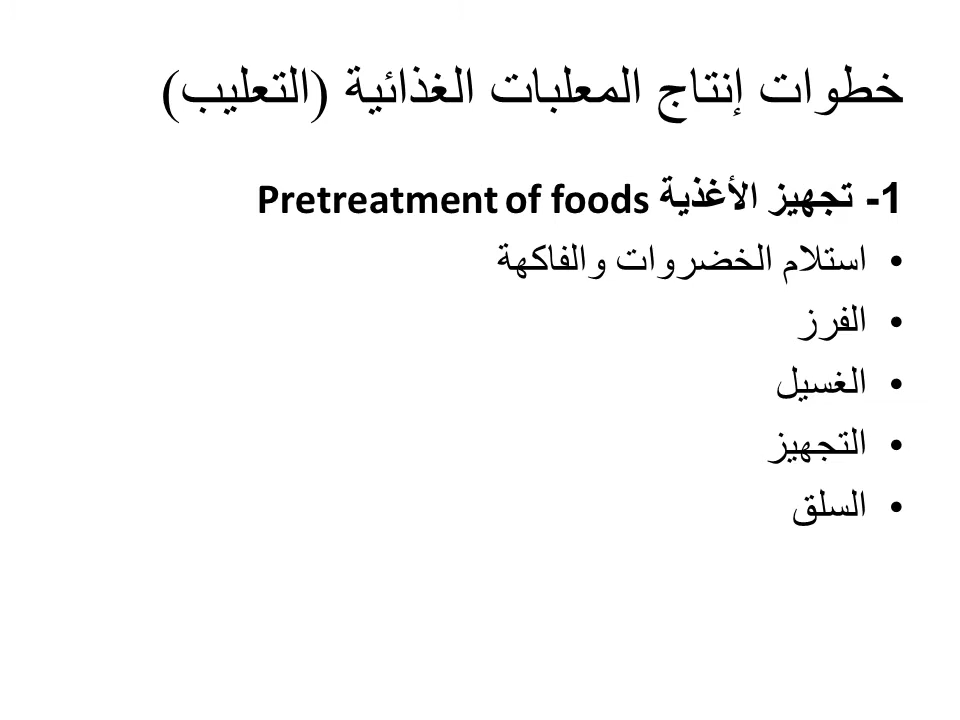 خطوات إنتاج المعلبات الغذائية (التعليب)
1- تجهيز الأغذية Pretreatment of foods
• استلام الخضروات والفاكهة
• الفرز
• الغسيل
• التجهيز
• السلق